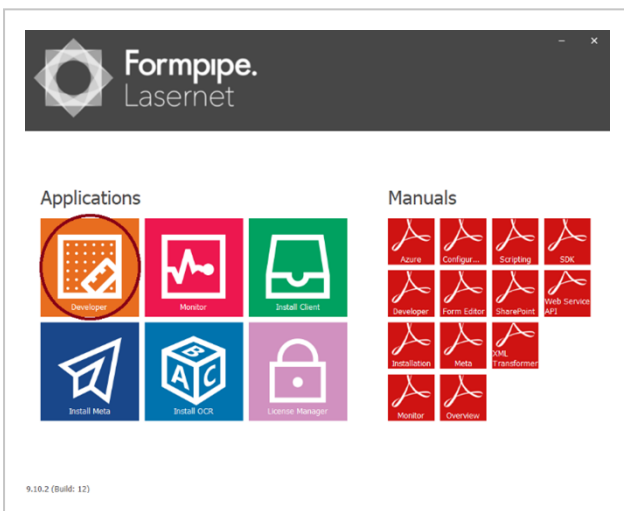 Formpipe.
Lasernet
Applications
Developer
Monitor
Install Client
Install Meta
A B C
Install OCR
License Manager
Manuals
Azure
Configur...
Scripting
SDK
Developer
Form Editor
SharePoint
Web Service
API
Installation
Meta
XML
Transformer
Monitor
Overview
9.10.2 (Build: 12)